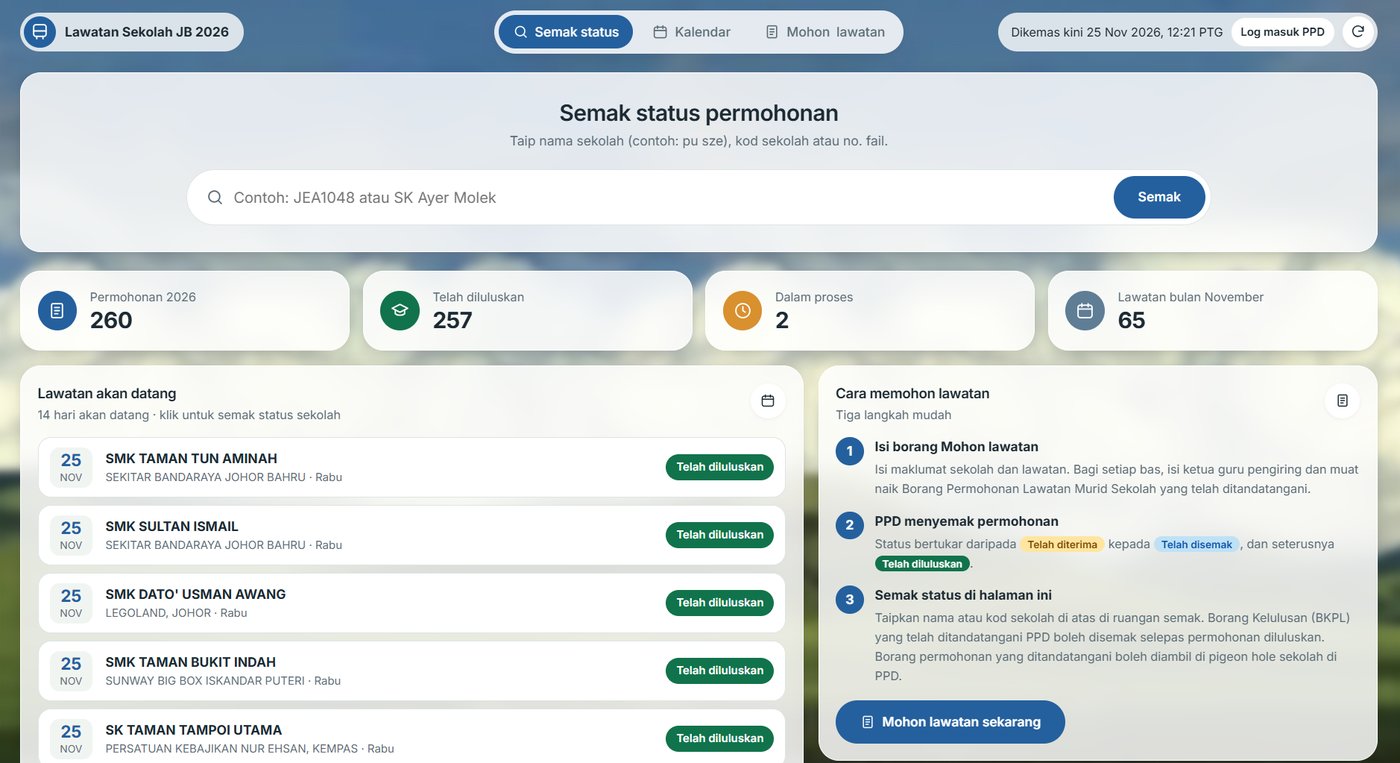 Lawatan Sekolah JB 2026
Semak status
Kalendar
Mohon lawatan
Dikemas kini 25 Nov 2026, 12:21 PTG
Log masuk PPD
Semak status permohonan
Taip nama sekolah (contoh: pu sze), kod sekolah atau no. fail.
Contoh: JEA1048 atau SK Ayer Molek
Semak
Permohonan 2026
260
Telah diluluskan
257
Dalam proses
2
Lawatan bulan November
65
Lawatan akan datang
14 hari akan datang · klik untuk semak status sekolah
25
NOV
SMK TAMAN TUN AMINAH
SEKITAR BANDARAYA JOHOR BAHRU · Rabu
Telah diluluskan
25
NOV
SMK SULTAN ISMAIL
SEKITAR BANDARAYA JOHOR BAHRU · Rabu
Telah diluluskan
25
NOV
SMK DATO' USMAN AWANG
LEGOLAND, JOHOR · Rabu
Telah diluluskan
25
NOV
SMK TAMAN BUKIT INDAH
SUNWAY BIG BOX ISKANDAR PUTERI · Rabu
Telah diluluskan
25
NOV
SK TAMAN TAMPOI UTAMA
PERSATUAN KEBAJIKAN NUR EHSAN, KEMPAS · Rabu
Telah diluluskan
Cara memohon lawatan
Tiga langkah mudah
1
Isi borang Mohon lawatan
Isi maklumat sekolah dan lawatan. Bagi setiap bas, isi ketua guru pengiring dan muat
naik Borang Permohonan Lawatan Murid Sekolah yang telah ditandatangani.
2
PPD menyemak permohonan
Status bertukar daripada Telah diterima kepada Telah disemak , dan seterusnya
Telah diluluskan.
3
Semak status di halaman ini
Taipkan nama atau kod sekolah di atas di ruangan semak. Borang Kelulusan (BKPL)
yang telah ditandatangani PPD boleh disemak selepas permohonan diluluskan.
Borang permohonan yang ditandatangani boleh diambil di pigeon hole sekolah di
PPD.
Mohon lawatan sekarang